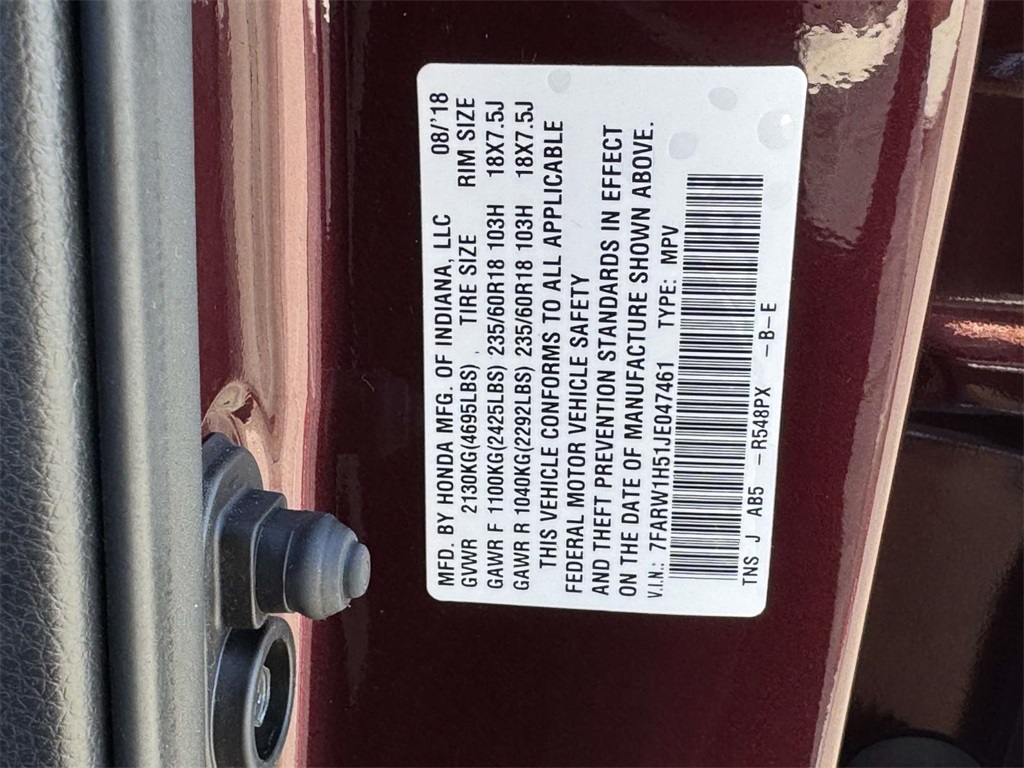 MFD. BY HONDA MFG. OF INDIANA, LLC 08/'18
GVWR 2130KG(4695LBS) TIRE SIZE RIM SIZE
GAWR F 1100KG(2425LBS) 235/60R18 103H 18X7.5J
GAWR R 1040KG(2292LBS) 235/60R18 103H 18X7.5J
THIS VEHICLE CONFORMS TO ALL APPLICABLE
FEDERAL MOTOR VEHICLE SAFETY
AND THEFT PREVENTION STANDARDS IN EFFECT
ON THE DATE OF MANUFACTURE SHOWN ABOVE.
V.I.N.: 7FARW1H51JE047461 TYPE: MPV
TNS J AB5 -R548PX -B-E